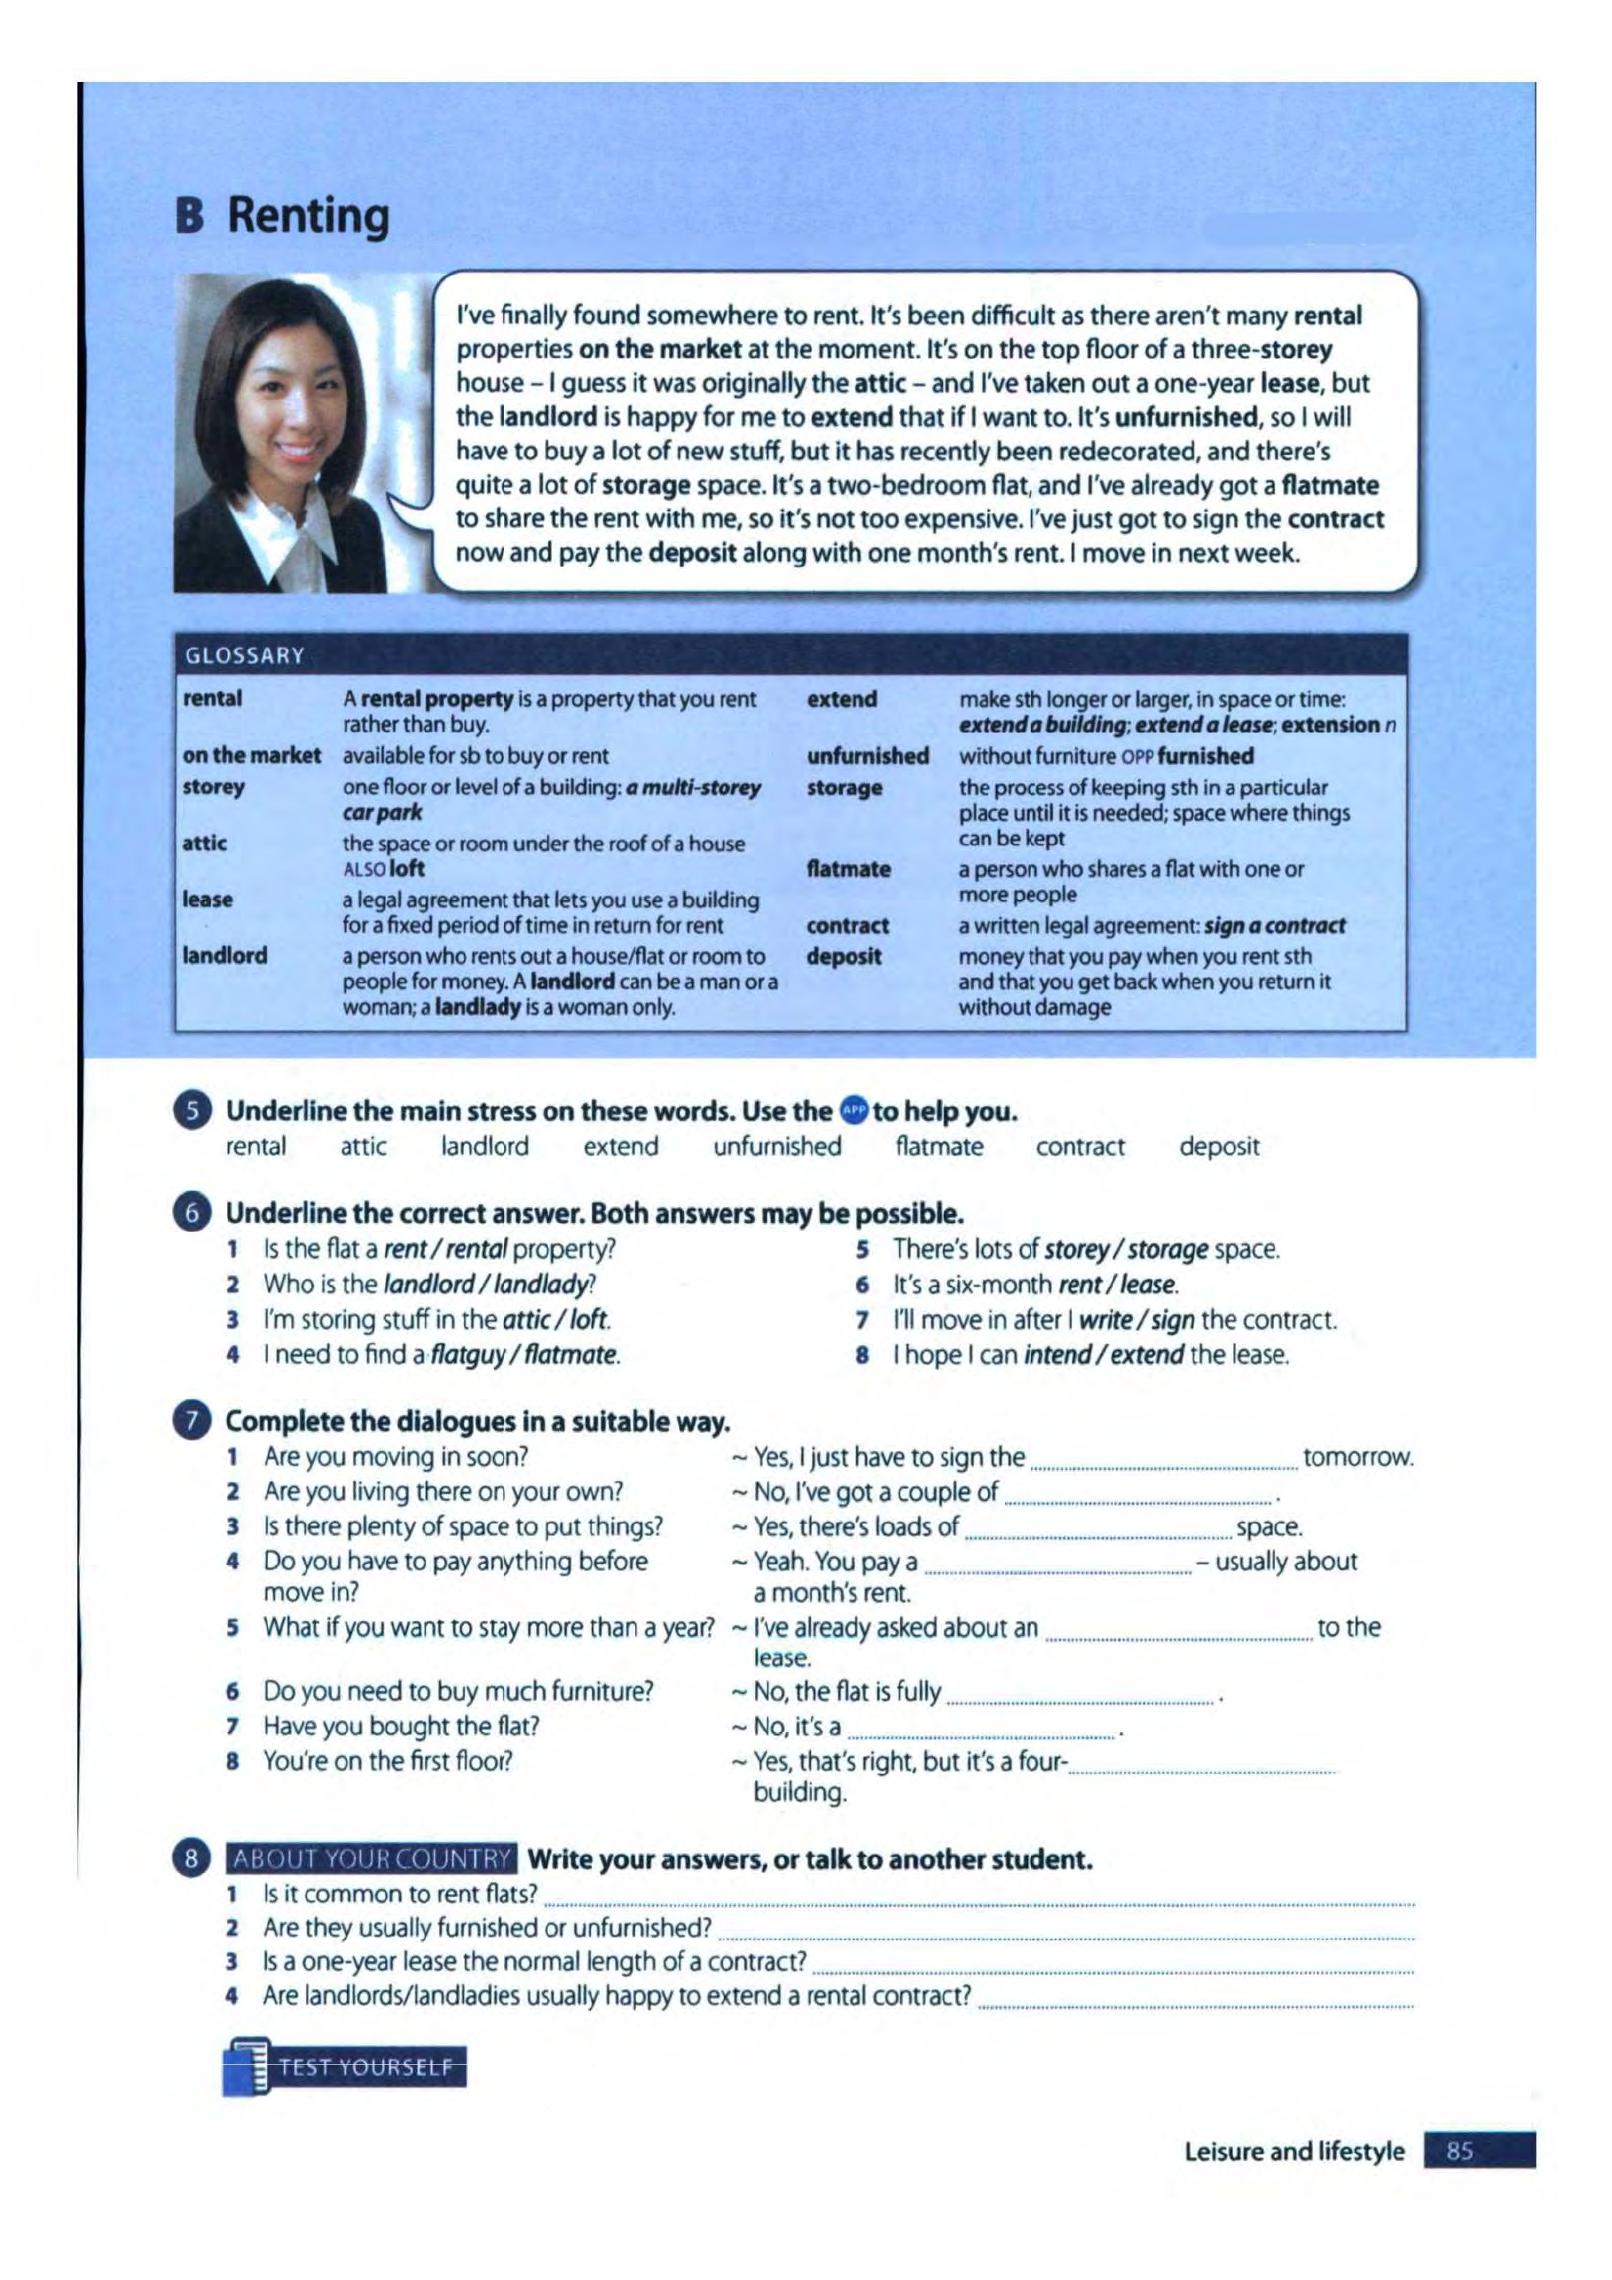 B Renting
I've finally found somewhere to rent. It's been difficult as there aren't many rental
properties on the market at the moment. It's on the top floor of a three-storey
house – I guess it was originally the attic – and I've taken out a one-year lease, but
the landlord is happy for me to extend that if I want to. It's unfurnished, so I will
have to buy a lot of new stuff, but it has recently been redecorated, and there's
quite a lot of storage space. It's a two-bedroom flat, and I've already got a flatmate
to share the rent with me, so it's not too expensive. I've just got to sign the contract
now and pay the deposit along with one month's rent. I move in next week.
GLOSSARY
rental A rental property is a property that you rent
rather than buy.
on the market available for sb to buy or rent
storey one floor or level of a building: a multi-storey
car park
attic the space or room under the roof of a house
ALSO loft
lease a legal agreement that lets you use a building
for a fixed period of time in return for rent
landlord a person who rents out a house/flat or room to
people for money. A landlord can be a man or a
woman; a landlady is a woman only.
extend make sth longer or larger, in space or time:
extend a building; extend a lease; extension n
unfurnished without furniture OPP furnished
storage the process of keeping sth in a particular
place until it is needed; space where things
can be kept
flatmate a person who shares a flat with one or
more people
contract a written legal agreement: sign a contract
deposit money that you pay when you rent sth
and that you get back when you return it
without damage
5 Underline the main stress on these words. Use the APP to help you.
rental attic landlord extend unfurnished flatmate contract deposit
6 Underline the correct answer. Both answers may be possible.
1 Is the flat a rent / rental property?
2 Who is the landlord / landlady?
3 I'm storing stuff in the attic / loft.
4 I need to find a flatguy / flatmate.
5 There's lots of storey / storage space.
6 It's a six-month rent / lease.
7 I'll move in after I write / sign the contract.
8 I hope I can intend / extend the lease.
7 Complete the dialogues in a suitable way.
1 Are you moving in soon? ~ Yes, I just have to sign the ........ tomorrow.
2 Are you living there on your own? ~ No, I've got a couple of ........ .
3 Is there plenty of space to put things? ~ Yes, there's loads of ........ space.
4 Do you have to pay anything before ~ Yeah. You pay a ........ – usually about
move in? a month's rent.
5 What if you want to stay more than a year? ~ I've already asked about an ........ to the
lease.
6 Do you need to buy much furniture? ~ No, the flat is fully ........ .
7 Have you bought the flat? ~ No, it's a ........ .
8 You're on the first floor? ~ Yes, that's right, but it's a four-........
building.
8 ABOUT YOUR COUNTRY Write your answers, or talk to another student.
1 Is it common to rent flats? ........
2 Are they usually furnished or unfurnished? ........
3 Is a one-year lease the normal length of a contract? ........
4 Are landlords/landladies usually happy to extend a rental contract? ........
TEST YOURSELF
Leisure and lifestyle 85